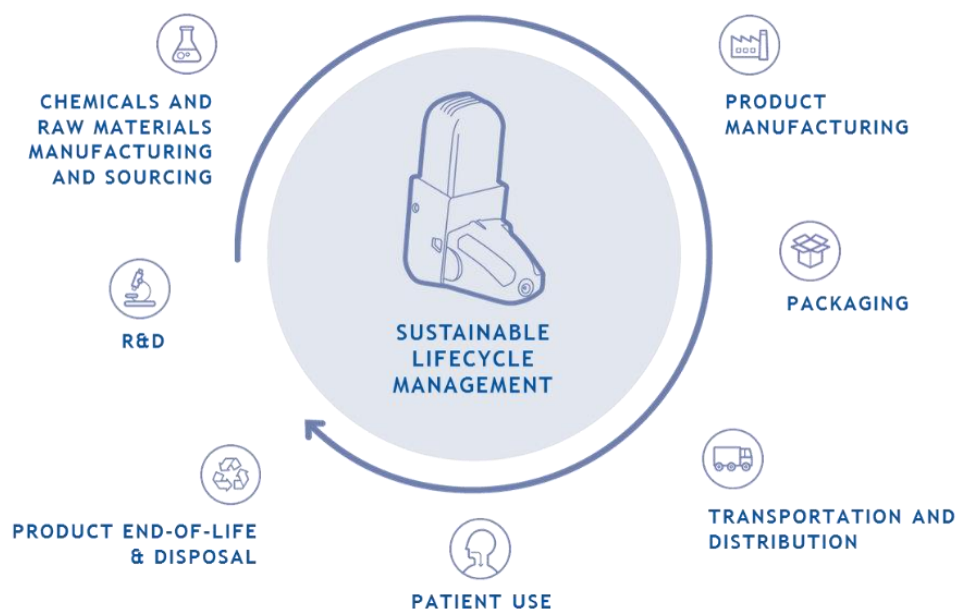 CHEMICALS AND
RAW MATERIALS
MANUFACTURING
AND SOURCING
PRODUCT
MANUFACTURING
PACKAGING
R&D
SUSTAINABLE
LIFECYCLE
MANAGEMENT
TRANSPORTATION AND
DISTRIBUTION
PRODUCT END-OF-LIFE
& DISPOSAL
PATIENT USE